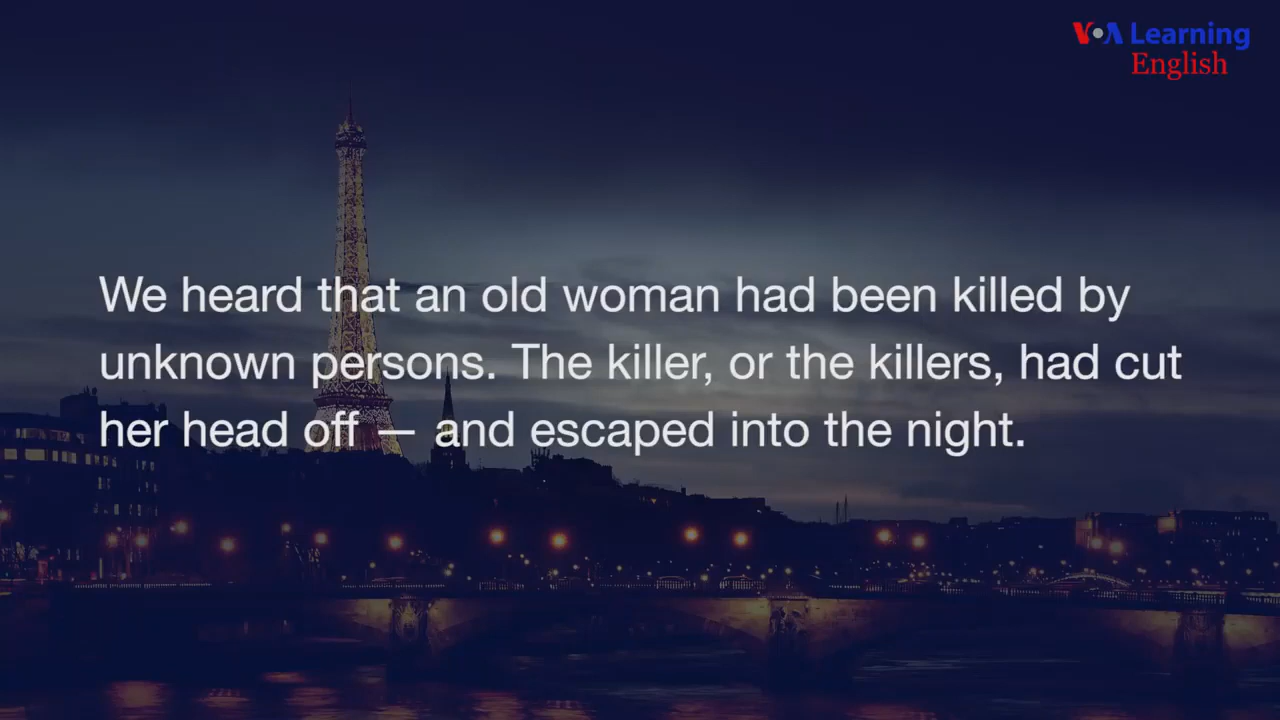 VOA Learning
English
We heard that an old woman had been killed by
unknown persons. The killer, or the killers, had cut
her head off — and escaped into the night.